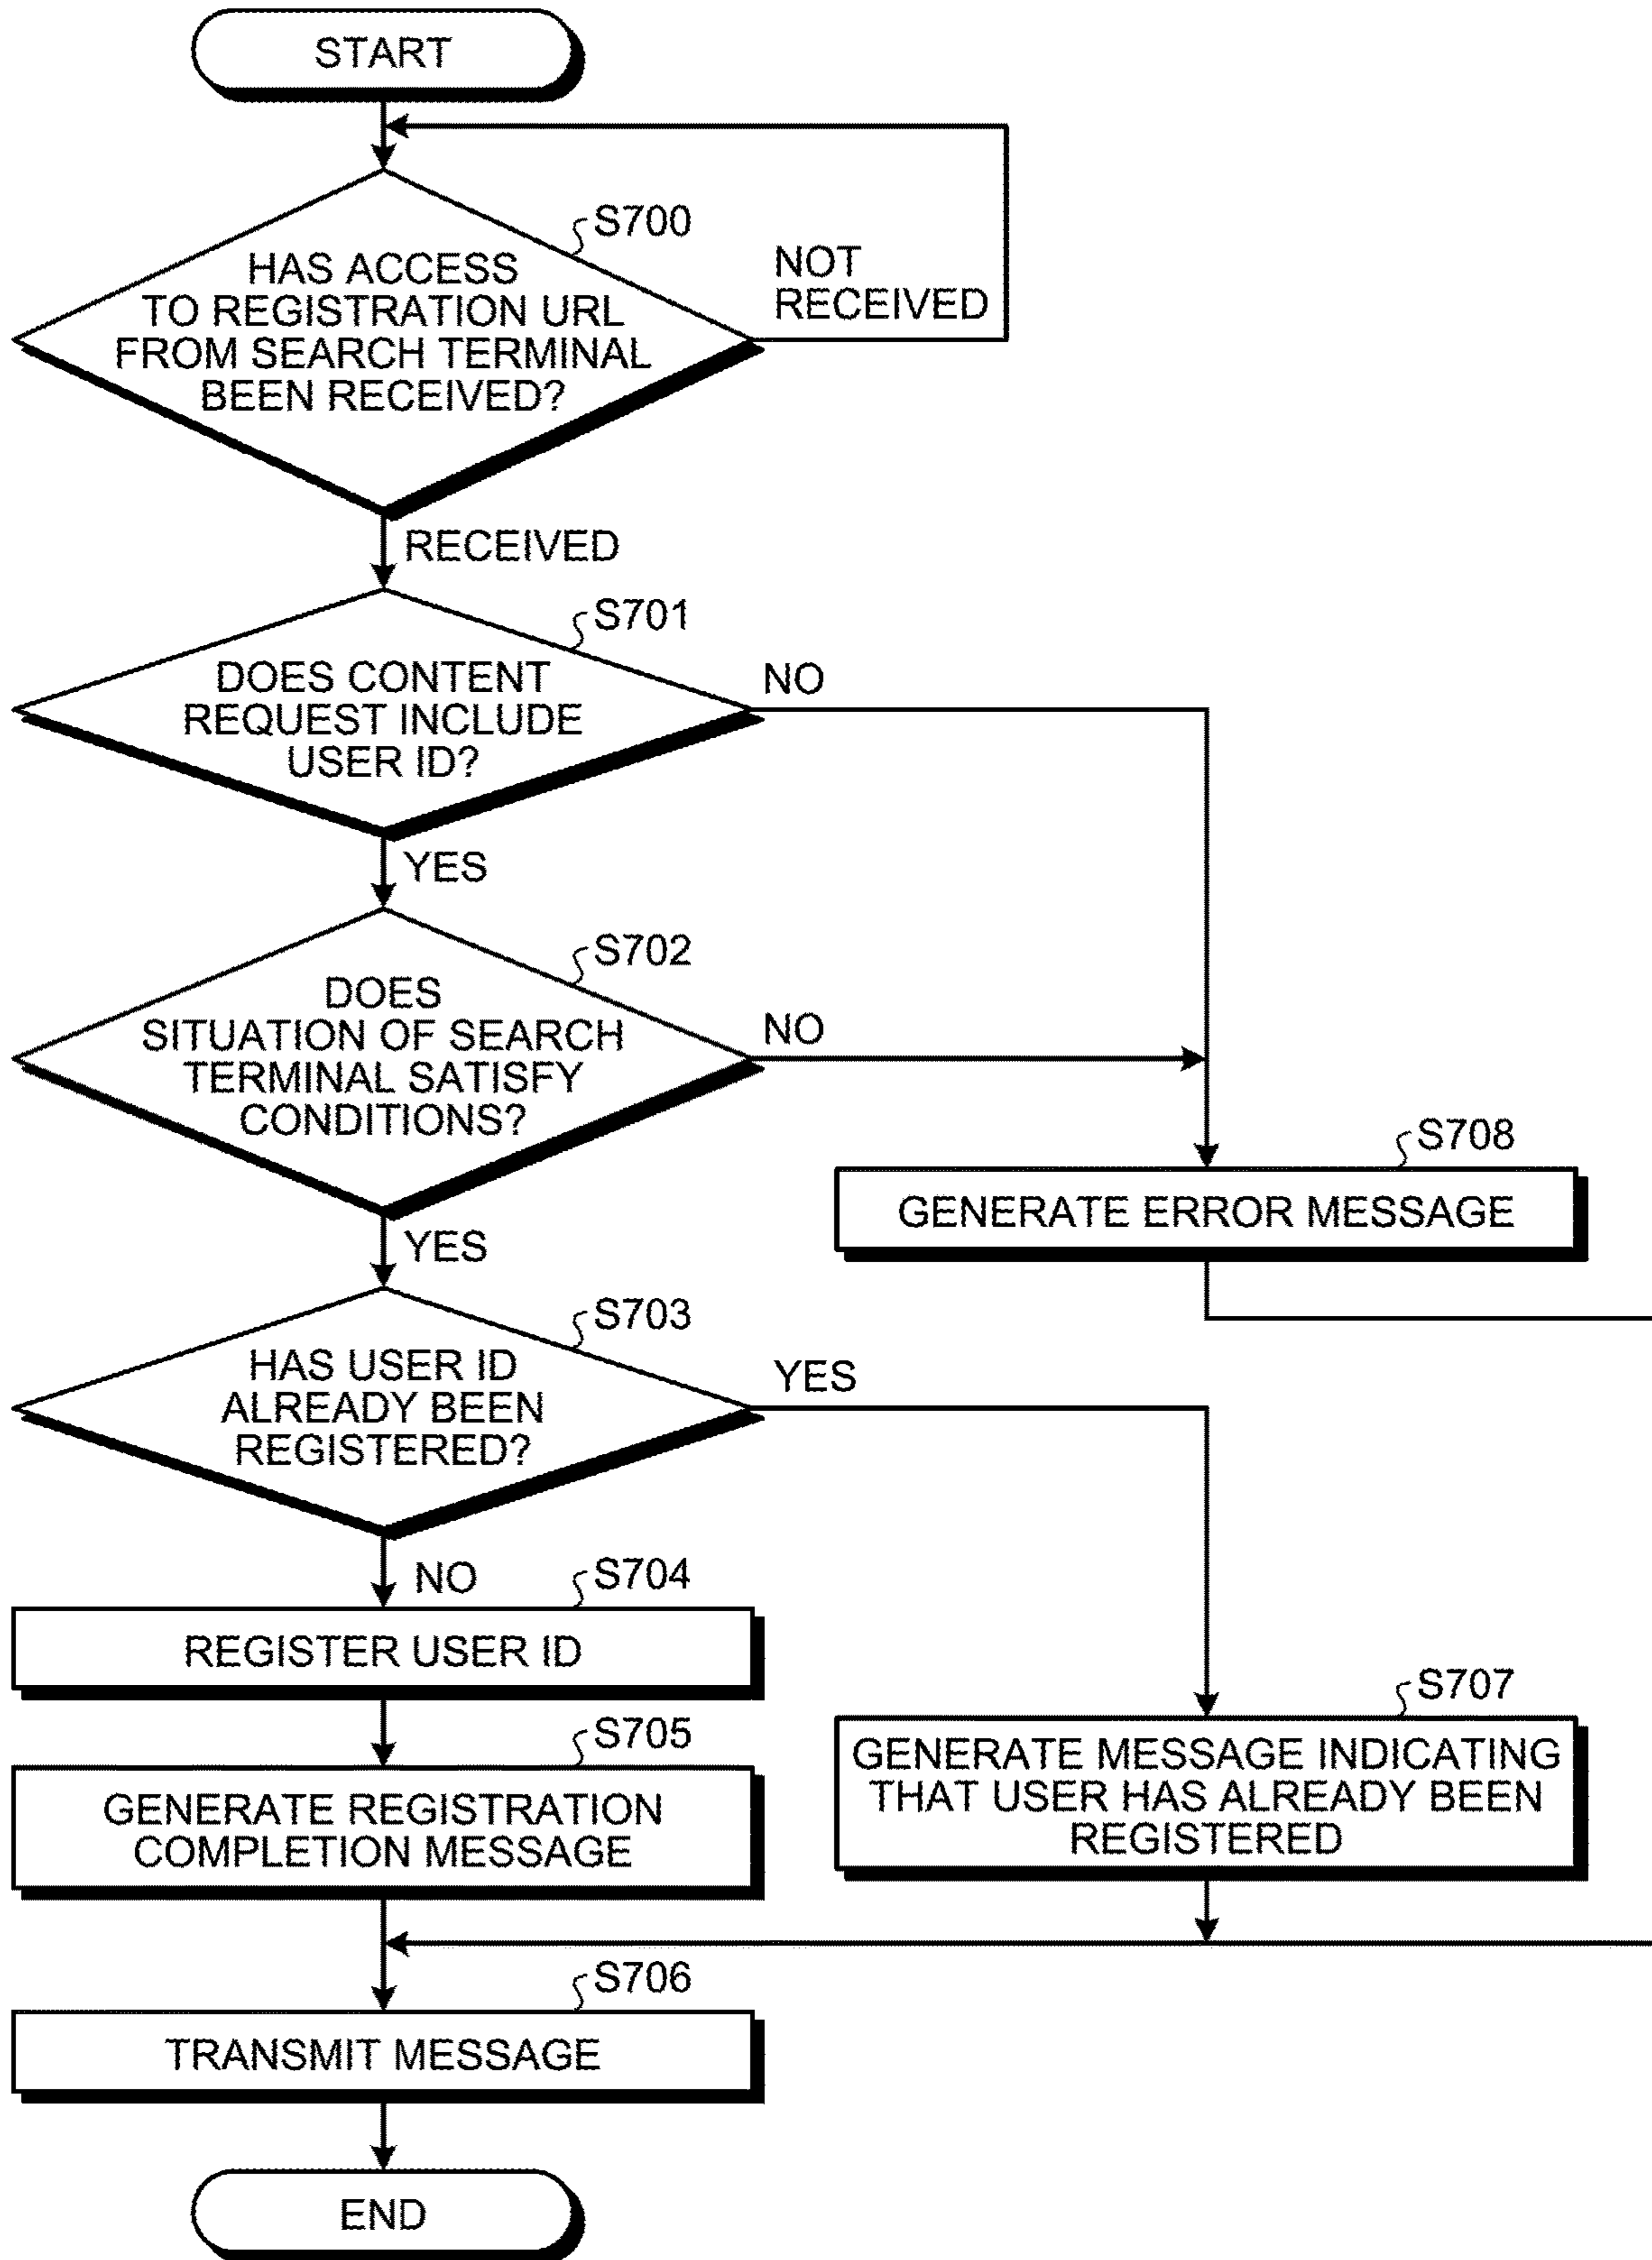 START
S700
HAS ACCESS
TO REGISTRATION URL
FROM SEARCH TERMINAL
BEEN RECEIVED?
NOT
RECEIVED
RECEIVED
S701
DOES CONTENT
REQUEST INCLUDE
USER ID?
NO
YES
S702
DOES
SITUATION OF SEARCH
TERMINAL SATISFY
CONDITIONS?
NO
YES
S708
GENERATE ERROR MESSAGE
S703
HAS USER ID
ALREADY BEEN
REGISTERED?
YES
NO
S704
REGISTER USER ID
S705
GENERATE REGISTRATION
COMPLETION MESSAGE
S707
GENERATE MESSAGE INDICATING
THAT USER HAS ALREADY BEEN
REGISTERED
S706
TRANSMIT MESSAGE
END